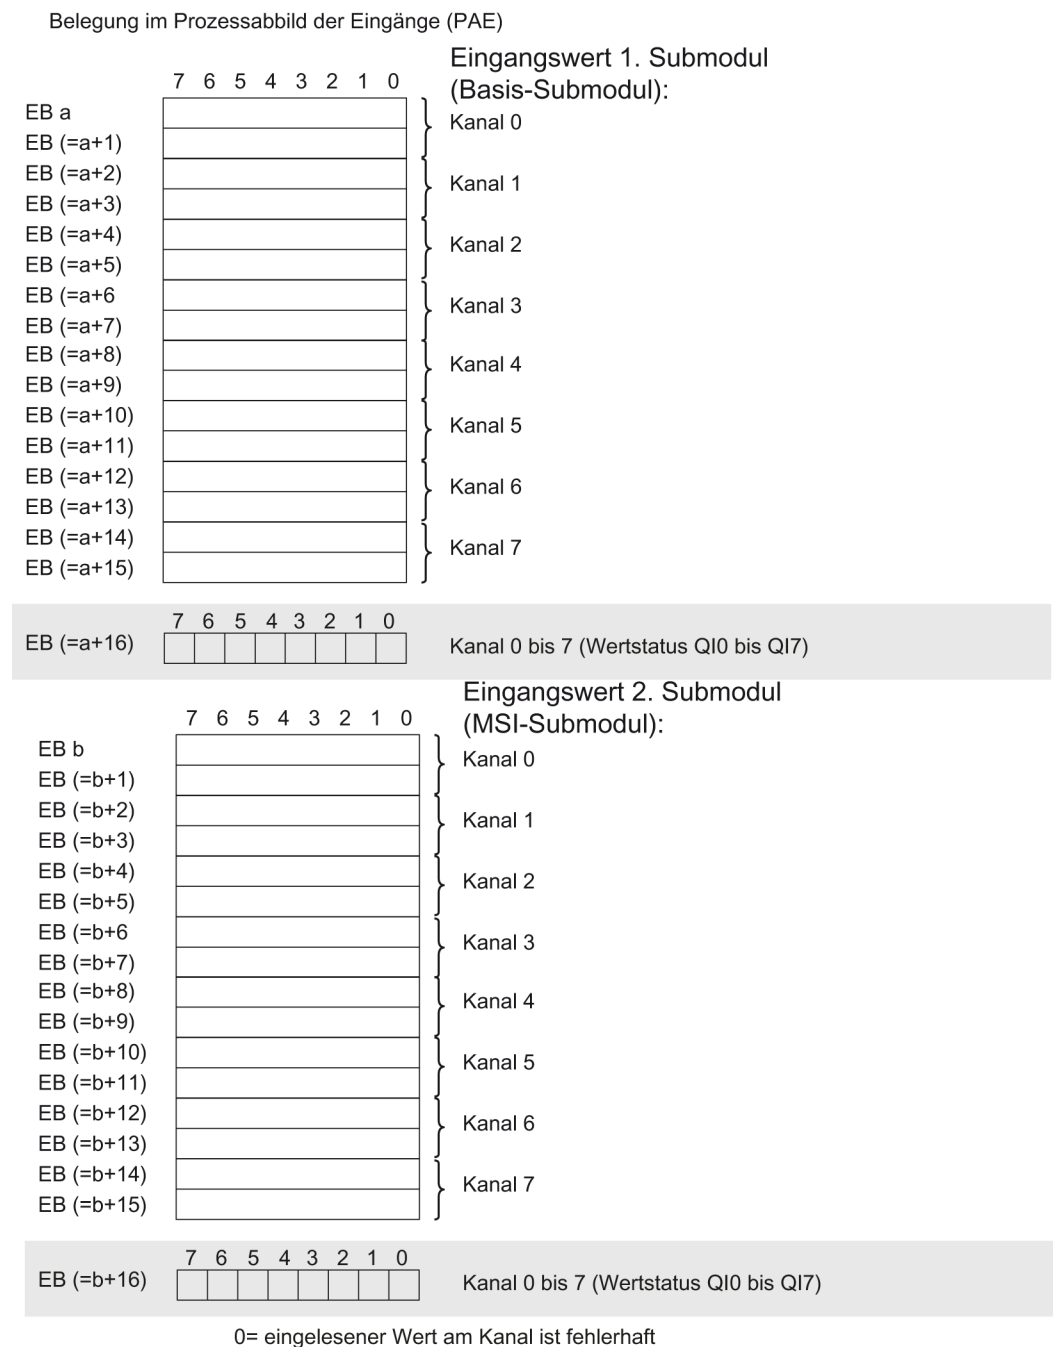 Belegung im Prozessabbild der Eingänge (PAE)
Eingangswert 1. Submodul
(Basis-Submodul):
7 6 5 4 3 2 1 0
EB a
Kanal 0
EB (=a+1)
EB (=a+2)
Kanal 1
EB (=a+3)
EB (=a+4)
Kanal 2
EB (=a+5)
EB (=a+6
Kanal 3
EB (=a+7)
EB (=a+8)
Kanal 4
EB (=a+9)
EB (=a+10)
Kanal 5
EB (=a+11)
EB (=a+12)
Kanal 6
EB (=a+13)
EB (=a+14)
Kanal 7
EB (=a+15)
7 6 5 4 3 2 1 0
EB (=a+16) Kanal 0 bis 7 (Wertstatus QI0 bis QI7)
Eingangswert 2. Submodul
(MSI-Submodul):
7 6 5 4 3 2 1 0
EB b
Kanal 0
EB (=b+1)
EB (=b+2)
Kanal 1
EB (=b+3)
EB (=b+4)
Kanal 2
EB (=b+5)
EB (=b+6
Kanal 3
EB (=b+7)
EB (=b+8)
Kanal 4
EB (=b+9)
EB (=b+10)
Kanal 5
EB (=b+11)
EB (=b+12)
Kanal 6
EB (=b+13)
EB (=b+14)
Kanal 7
EB (=b+15)
7 6 5 4 3 2 1 0
EB (=b+16) Kanal 0 bis 7 (Wertstatus QI0 bis QI7)
0= eingelesener Wert am Kanal ist fehlerhaft